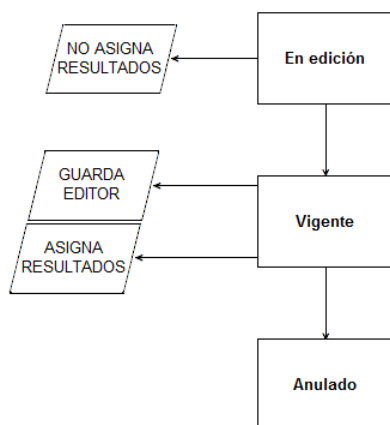 NO ASIGNA
RESULTADOS
En edición
GUARDA
EDITOR
Vigente
ASIGNA
RESULTADOS
Anulado